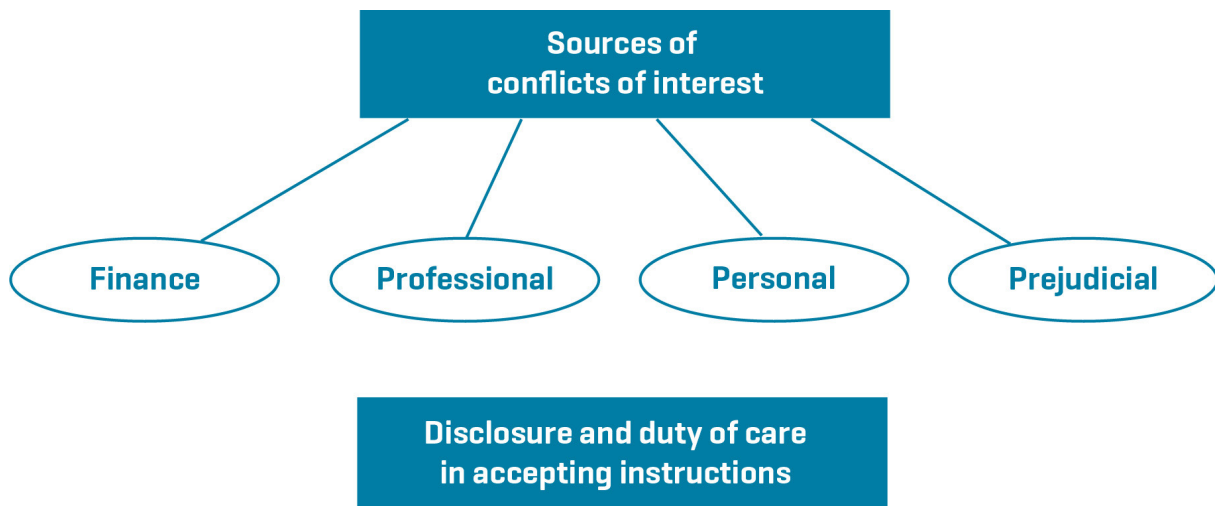 Sources of
conflicts of interest
Finance
Professional
Personal
Prejudicial
Disclosure and duty of care
in accepting instructions